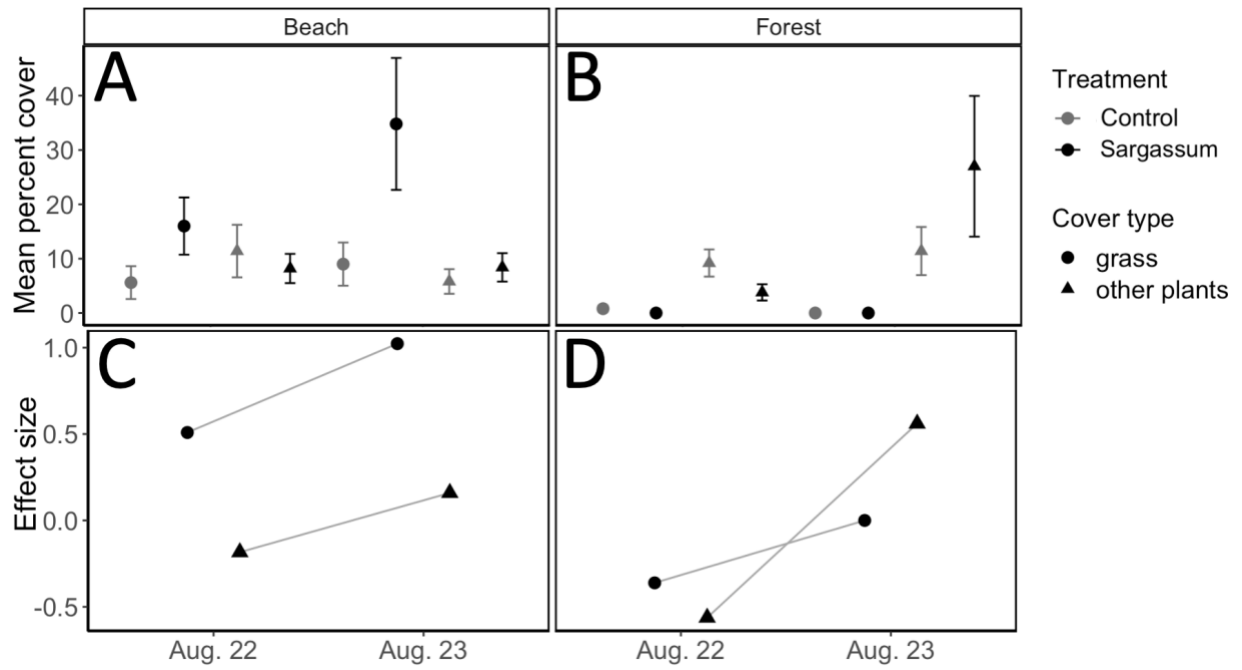 Beach
Forest
A
B
Mean percent cover
40
30
20
10
0
Treatment
Control
Sargassum
Cover type
grass
other plants
C
D
Effect size
1.0
0.5
0.0
-0.5
Aug. 22
Aug. 23
Aug. 22
Aug. 23